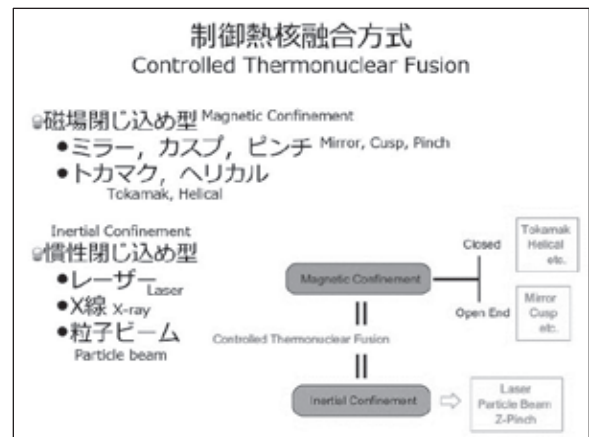 制御熱核融合方式
Controlled Thermonuclear Fusion
磁場閉じ込め型 Magnetic Confinement
●ミラー，カスプ，ピンチ Mirror, Cusp, Pinch
●トカマク，ヘリカル
Tokamak, Helical
Inertial Confinement
慣性閉じ込め型
●レーザー Laser
●X線 X-ray
●粒子ビーム
Particle beam
Magnetic Confinement
Closed
Tokamak
Helical
etc.
Open End
Mirror
Cusp
etc.
Controlled Thermonuclear Fusion
Inertial Confinement
Laser
Particle Beam
Z-Pinch